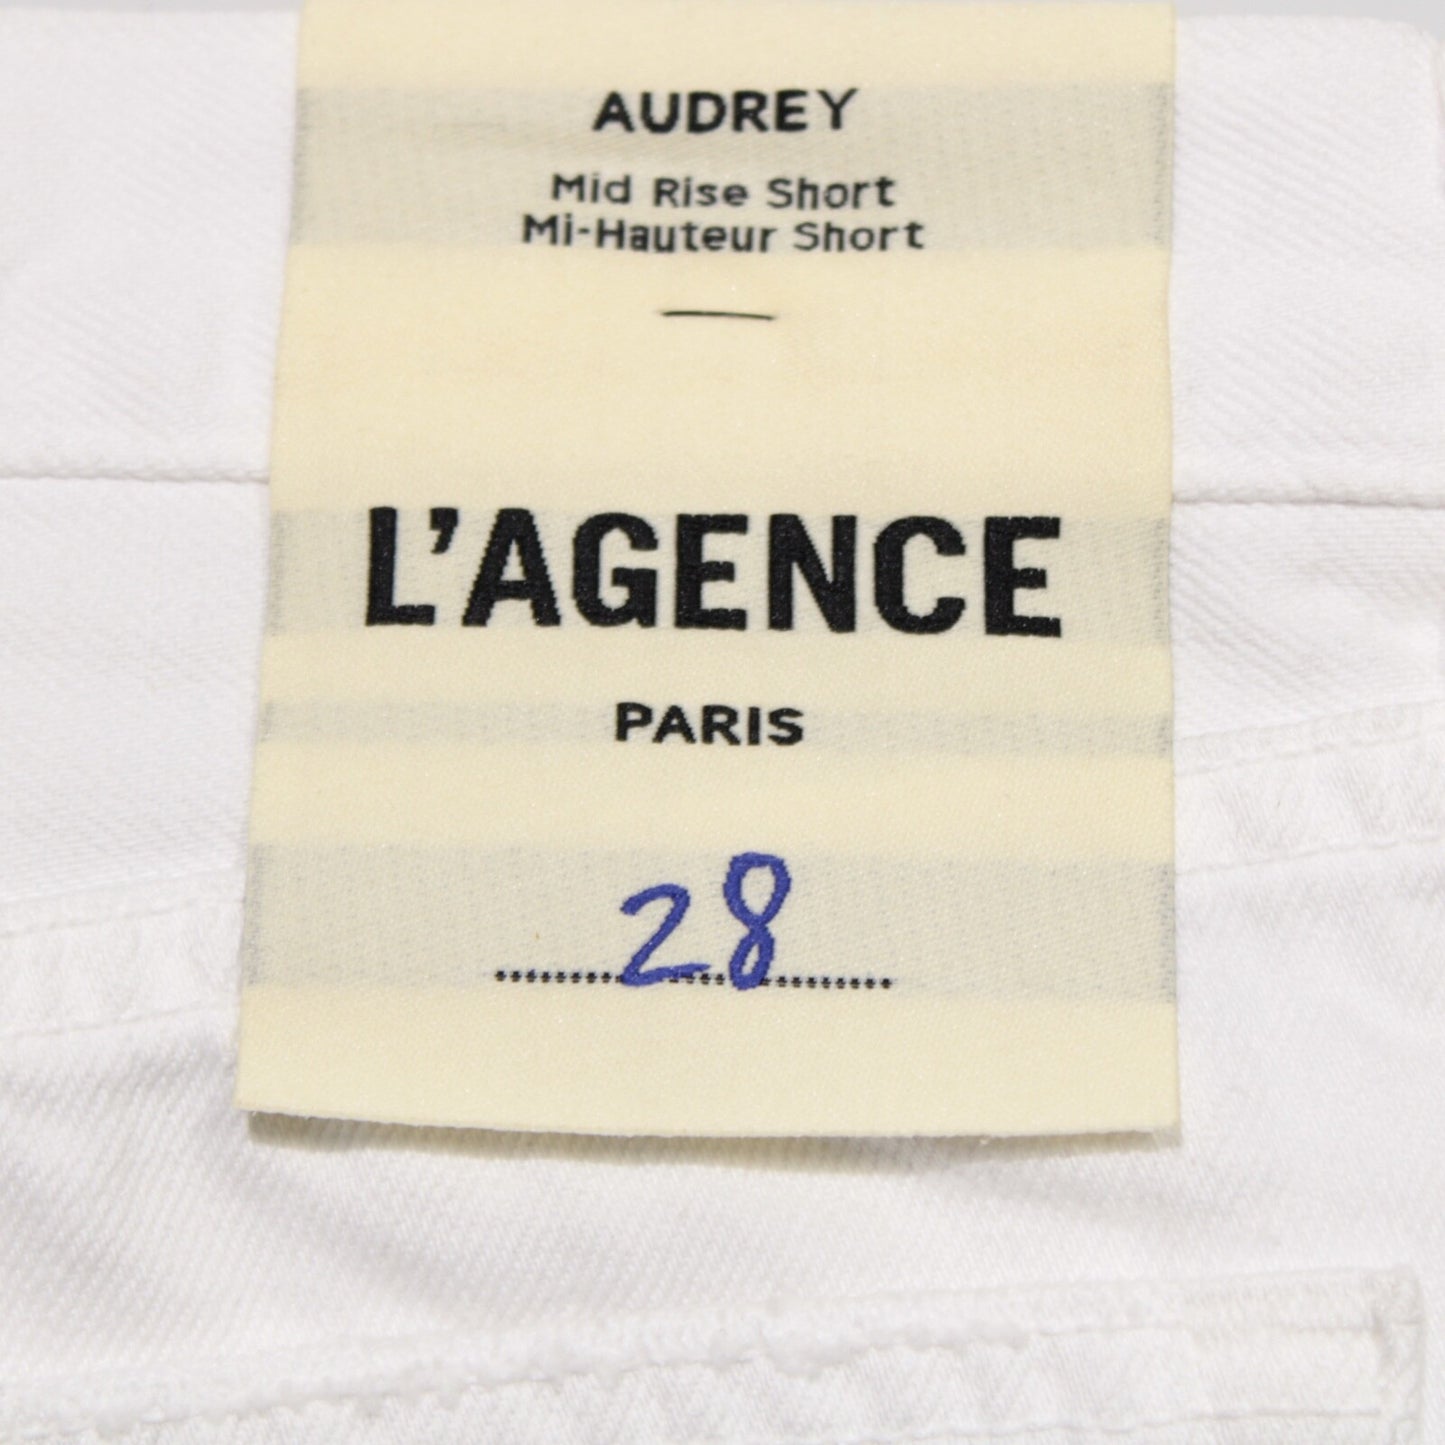 AUDREY
Mid Rise Short
Mi-Hauteur Short
L'AGENCE
PARIS
28